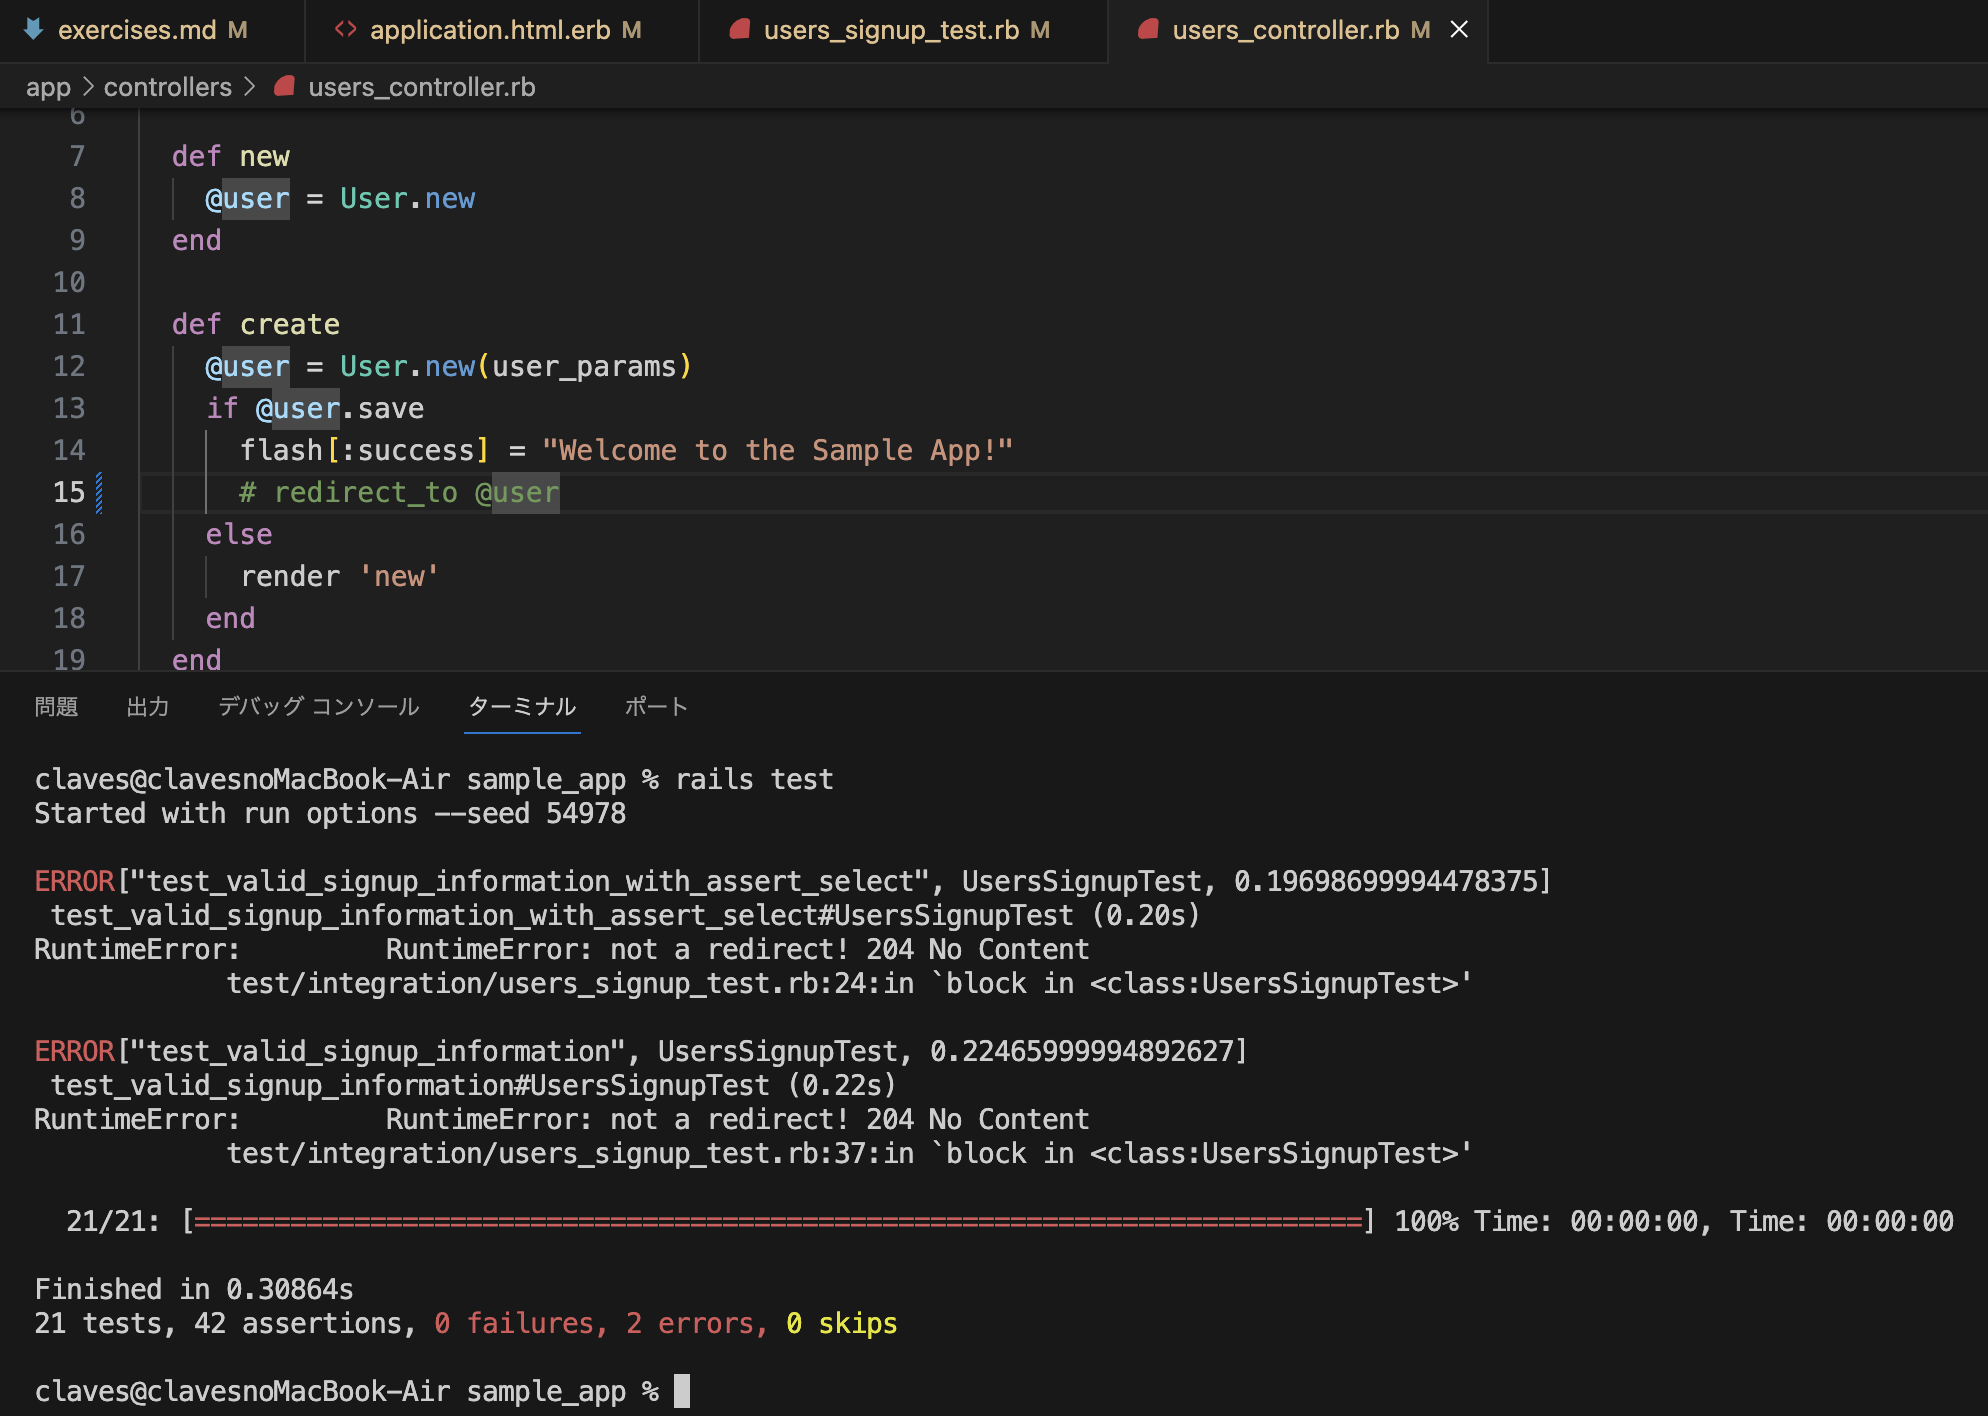 exercises.md M
application.html.erb M
users_signup_test.rb M
users_controller.rb M
app > controllers > users_controller.rb
6
7 def new
8 @user = User.new
9 end
10
11 def create
12 @user = User.new(user_params)
13 if @user.save
14 flash[:success] = "Welcome to the Sample App!"
15 # redirect_to @user
16 else
17 render 'new'
18 end
19 end
問題 出力 デバッグ コンソール ターミナル ポート
claves@clavesnoMacBook-Air sample_app % rails test
Started with run options --seed 54978
ERROR["test_valid_signup_information_with_assert_select", UsersSignupTest, 0.19698699994478375]
test_valid_signup_information_with_assert_select#UsersSignupTest (0.20s)
RuntimeError: RuntimeError: not a redirect! 204 No Content
test/integration/users_signup_test.rb:24:in `block in <class:UsersSignupTest>'
ERROR["test_valid_signup_information", UsersSignupTest, 0.22465999994892627]
test_valid_signup_information#UsersSignupTest (0.22s)
RuntimeError: RuntimeError: not a redirect! 204 No Content
test/integration/users_signup_test.rb:37:in `block in <class:UsersSignupTest>'
21/21: [=========================================================================] 100% Time: 00:00:00, Time: 00:00:00
Finished in 0.30864s
21 tests, 42 assertions, 0 failures, 2 errors, 0 skips
claves@clavesnoMacBook-Air sample_app %